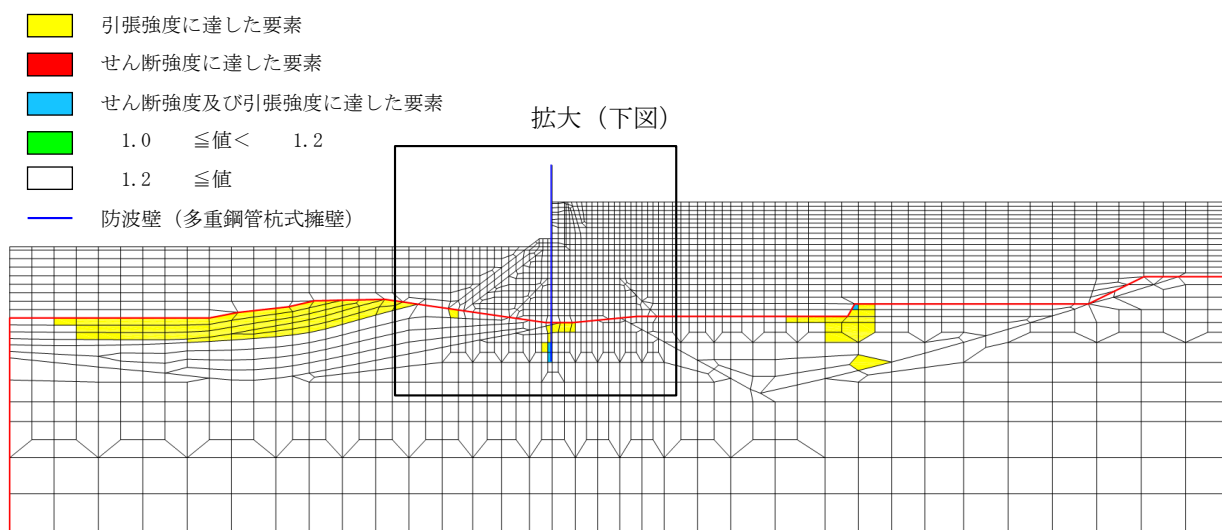 引張強度に達した要素
せん断強度に達した要素
せん断強度及び引張強度に達した要素
1.0 ≦値< 1.2
1.2 ≦値
防波壁（多重鋼管杭式擁壁）
拡大（下図）